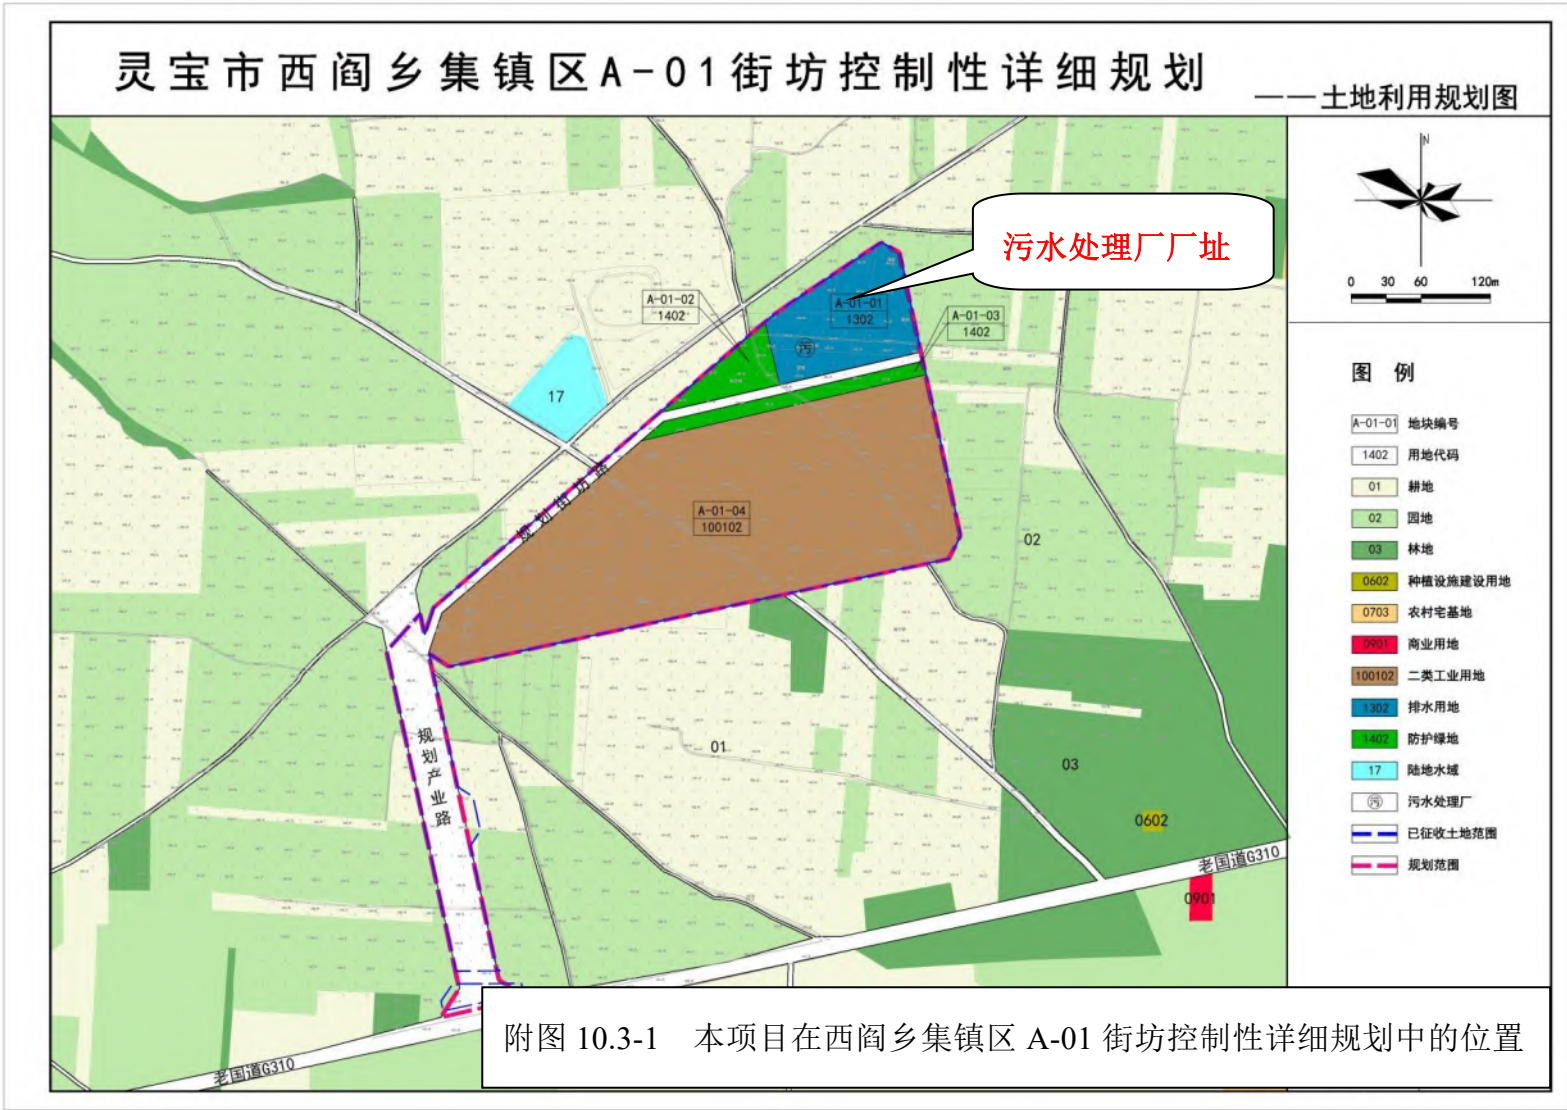 灵宝市西阎乡集镇区A-01街坊控制性详细规划
——土地利用规划图
N
0 30 60 120m
污水处理厂厂址
A-01-02
1402
A-01-01
1302
A-01-03
1402
污
17
规划街坊路
A-01-04
100102
02
01
03
规划产业路
0602
老国道G310
0901
老国道G310
图 例
A-01-01 地块编号
1402 用地代码
01 耕地
02 园地
03 林地
0602 种植设施建设用地
0703 农村宅基地
0901 商业用地
100102 二类工业用地
1302 排水用地
1402 防护绿地
17 陆地水域
污 污水处理厂
已征收土地范围
规划范围
附图 10.3-1 本项目在西阎乡集镇区 A-01 街坊控制性详细规划中的位置